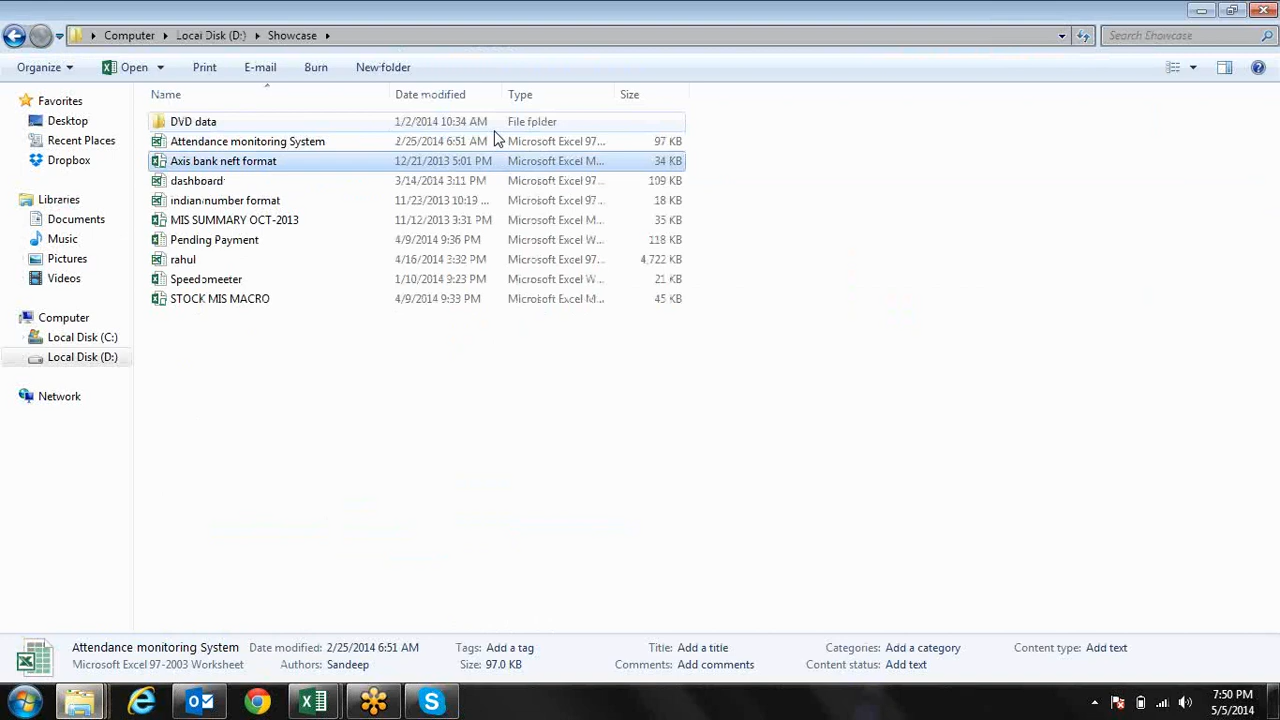 Computer Local Disk (D:) Showcase Search Showcase
Organize Open Print E-mail Burn New folder
Name Date modified Type Size
Favorites
Desktop
Recent Places
Dropbox
Libraries
Documents
Music
Pictures
Videos
Computer
Local Disk (C:)
Local Disk (D:)
Network
DVD data 1/2/2014 10:34 AM File folder
Attendance monitoring System 2/25/2014 6:51 AM Microsoft Excel 97... 97 KB
Axis bank neft format 12/21/2013 5:01 PM Microsoft Excel M... 34 KB
dashboard 3/14/2014 3:11 PM Microsoft Excel 97... 109 KB
indian number format 11/23/2013 10:19 ... Microsoft Excel 97... 18 KB
MIS SUMMARY OCT-2013 11/12/2013 3:31 PM Microsoft Excel M... 35 KB
Pending Payment 4/9/2014 9:36 PM Microsoft Excel W... 118 KB
rahul 4/16/2014 3:32 PM Microsoft Excel 97... 4,722 KB
Speedometer 1/10/2014 9:23 PM Microsoft Excel W... 21 KB
STOCK MIS MACRO 4/9/2014 9:33 PM Microsoft Excel M... 45 KB
Attendance monitoring System Date modified: 2/25/2014 6:51 AM Tags: Add a tag Title: Add a title Categories: Add a category Content type: Add text
Microsoft Excel 97-2003 Worksheet Authors: Sandeep Size: 97.0 KB Comments: Add comments Content status: Add text
7:50 PM
5/5/2014